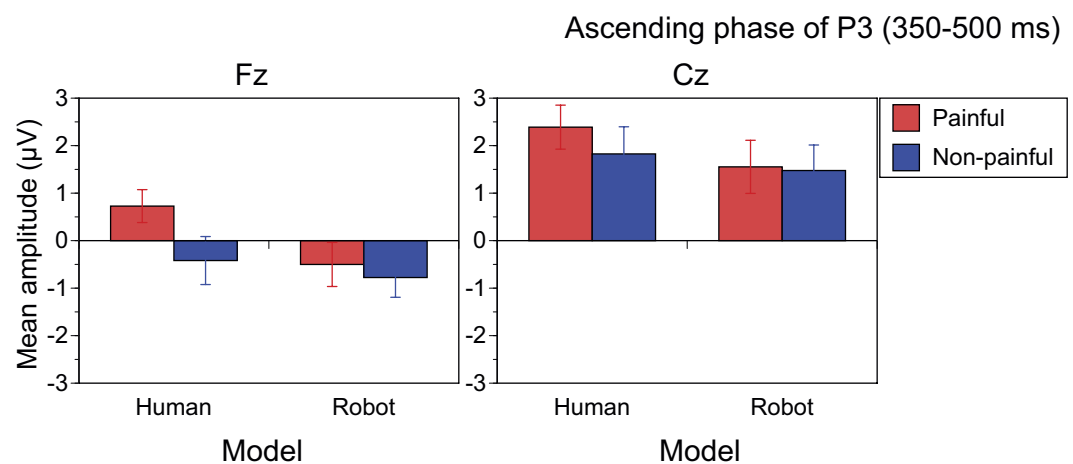 Ascending phase of P3 (350-500 ms)
Fz
Cz
Mean amplitude (μV)
3
2
1
0
-1
-2
-3
3
2
1
0
-1
-2
-3
Painful
Non-painful
Human
Robot
Human
Robot
Model
Model